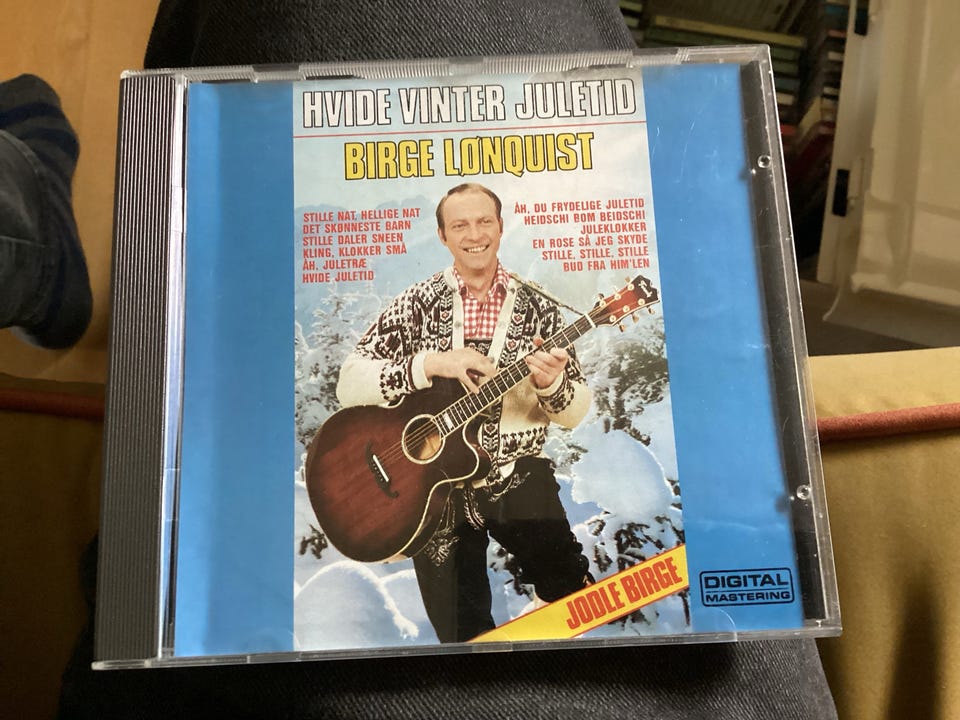 HVIDE VINTER JULETID
BIRGE LØNQUIST
STILLE NAT, HELLIGE NAT
DET SKØNNESTE BARN
STILLE DALER SNEEN
KLING, KLOKKER SMÅ
ÅH, JULETRÆ
HVIDE JULETID
ÅH, DU FRYDELIGE JULETID
HEIDSCHI BOM BEIDSCHI
JULEKLOKKER
EN ROSE SÅ JEG SKYDE
STILLE, STILLE, STILLE
BUD FRA HIM'LEN
JODLE BIRGE
DIGITAL
MASTERING